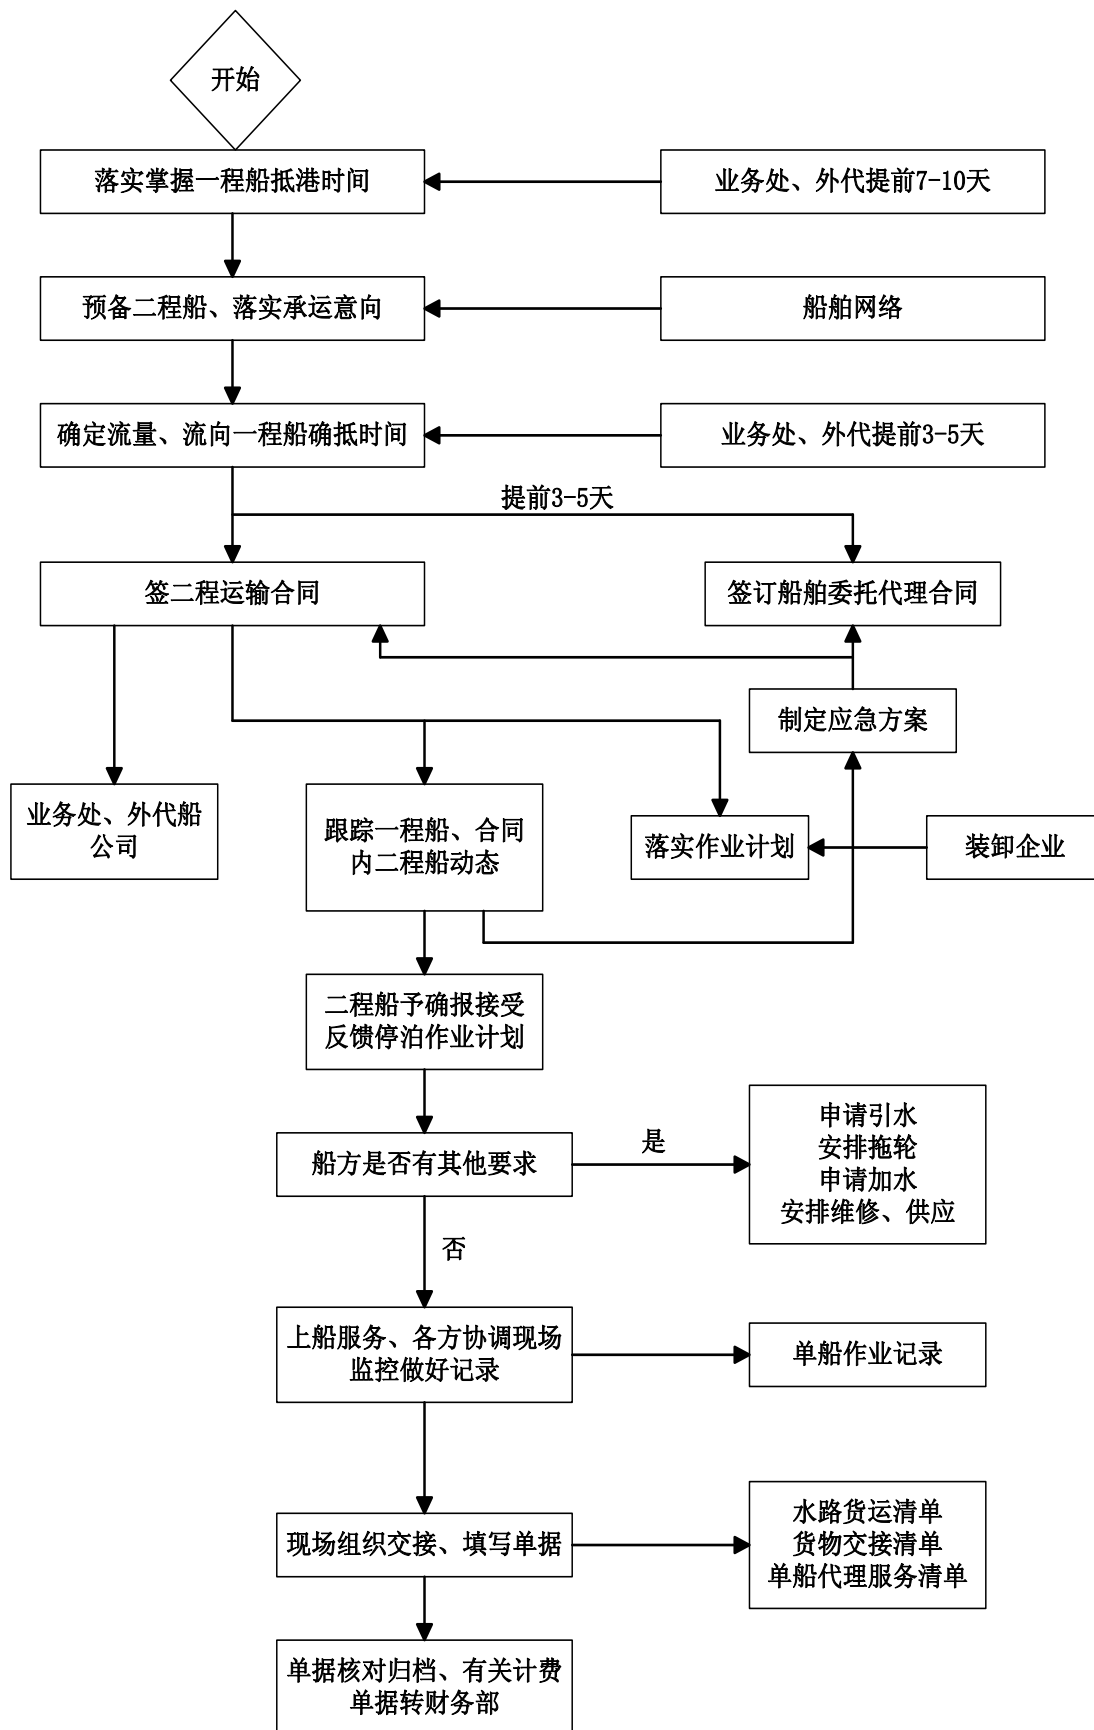 开始
落实掌握一程船抵港时间
业务处、外代提前7-10天
预备二程船、落实承运意向
船舶网络
确定流量、流向一程船确抵时间
业务处、外代提前3-5天
提前3-5天
签二程运输合同
签订船舶委托代理合同
制定应急方案
业务处、外代船
公司
跟踪一程船、合同
内二程船动态
落实作业计划
装卸企业
二程船予确报接受
反馈停泊作业计划
船方是否有其他要求
是
申请引水
安排拖轮
申请加水
安排维修、供应
否
上船服务、各方协调现场
监控做好记录
单船作业记录
现场组织交接、填写单据
水路货运清单
货物交接清单
单船代理服务清单
单据核对归档、有关计费
单据转财务部